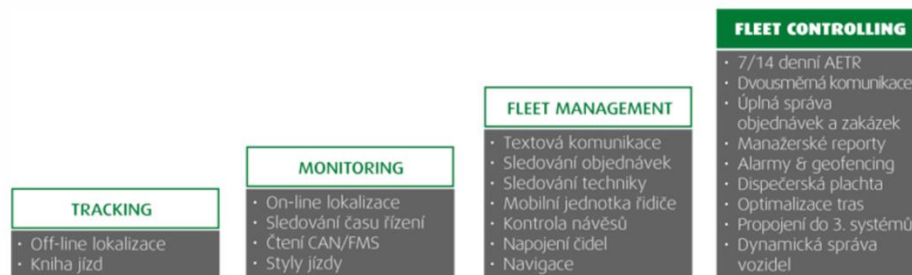 TRACKING
• Off-line lokalizace
• Kniha jízd
MONITORING
• On-line lokalizace
• Sledování času řízení
• Čtení CAN/FMS
• Styly jízdy
FLEET MANAGEMENT
• Textová komunikace
• Sledování objednávek
• Sledování techniky
• Mobilní jednotka řidiče
• Kontrola návěsů
• Napojení čidel
• Navigace
FLEET CONTROLLING
• 7/14 denní AETR
• Dvousměrná komunikace
• Úplná správa
objednávek a zakázek
• Manažerské reporty
• Alarmy & geofencing
• Dispečerská plachta
• Optimalizace tras
• Propojení do 3. systémů
• Dynamická správa
vozidel